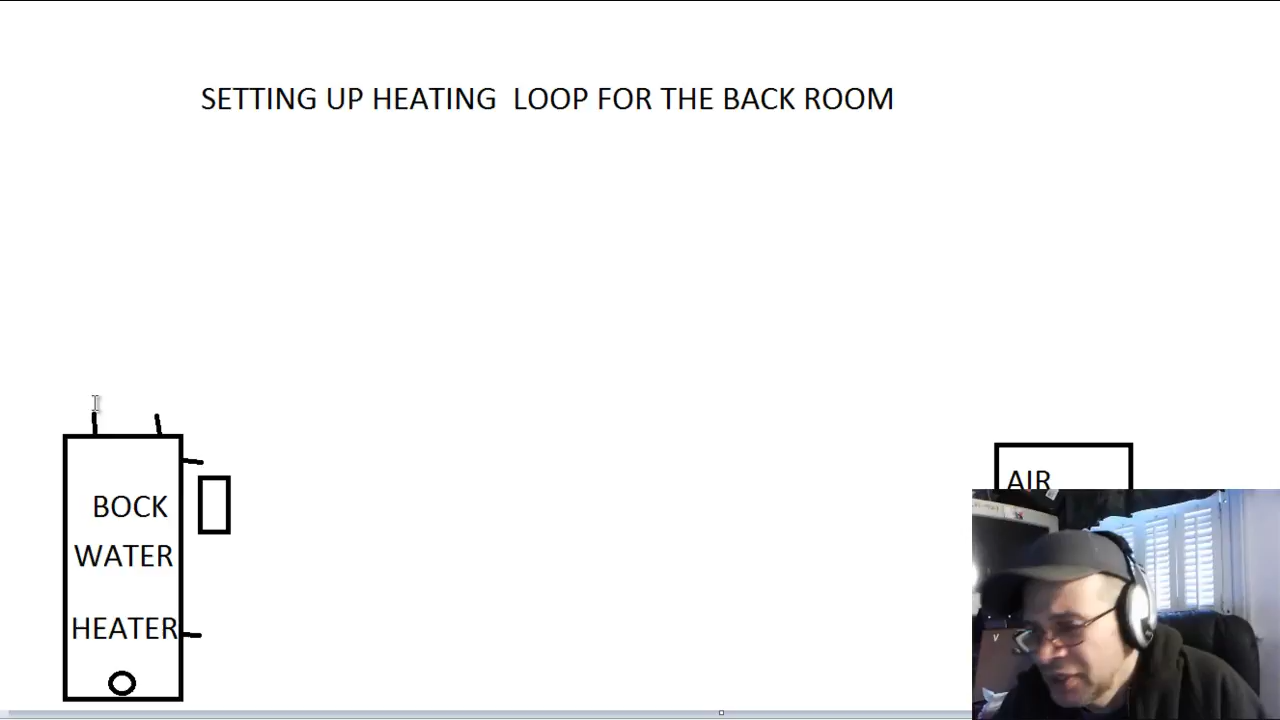 SETTING UP HEATING LOOP FOR THE BACK ROOM
BOCK
WATER
HEATER
AIR